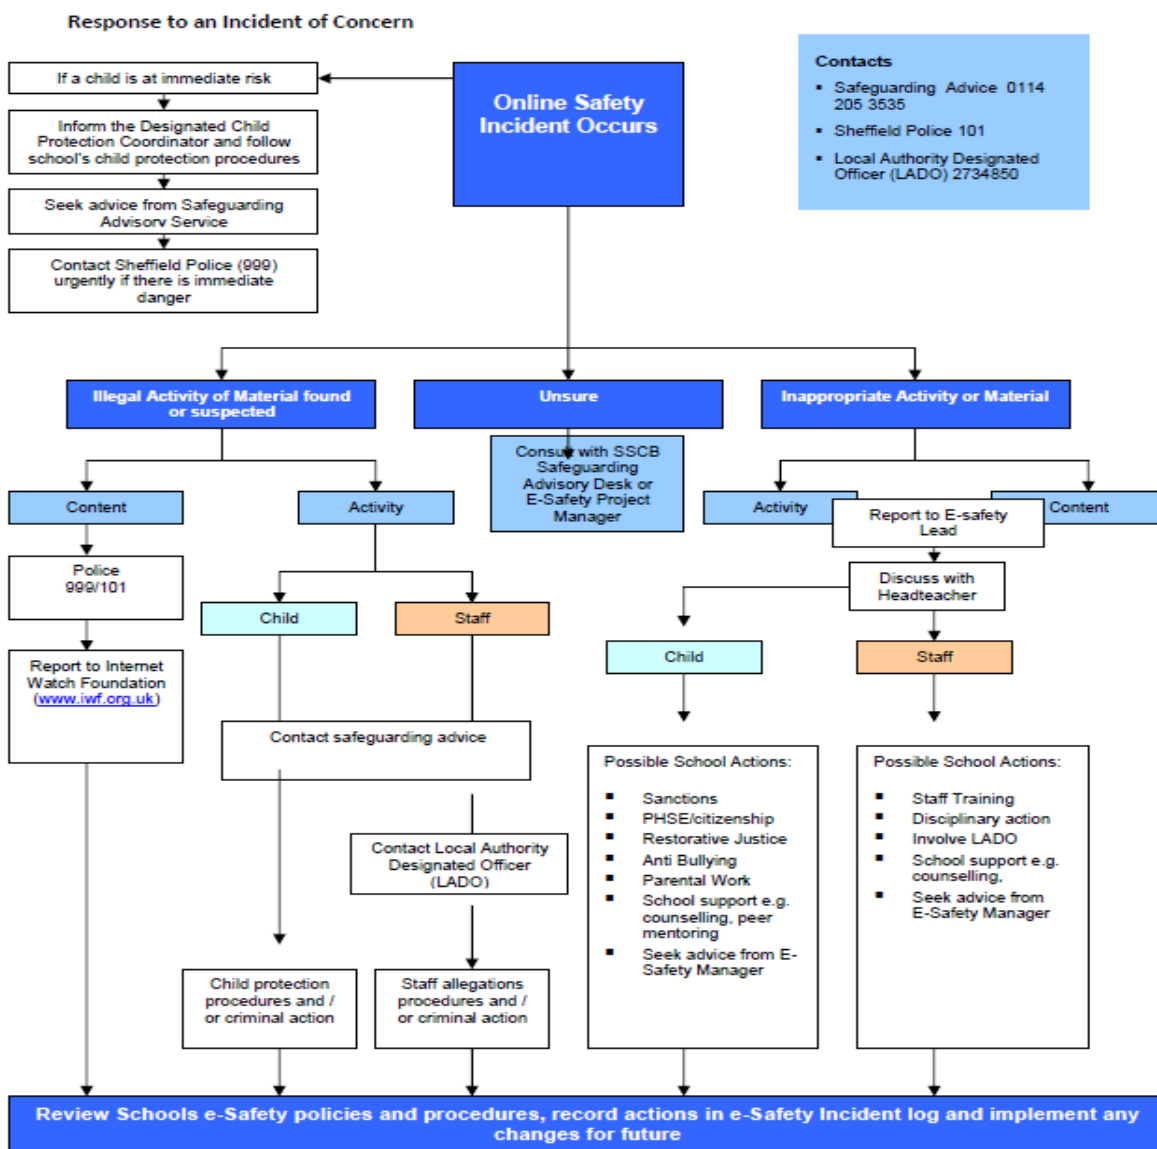 Response to an Incident of Concern
If a child is at immediate risk
Inform the Designated Child
Protection Coordinator and follow
school's child protection procedures
Seek advice from Safeguarding
Advisory Service
Contact Sheffield Police (999)
urgently if there is immediate
danger
Online Safety
Incident Occurs
Contacts
▪ Safeguarding Advice 0114
205 3535
▪ Sheffield Police 101
▪ Local Authority Designated
Officer (LADO) 2734850
Illegal Activity of Material found
or suspected
Unsure
Inappropriate Activity or Material
Content
Activity
Consult with SSCB
Safeguarding
Advisory Desk or
E-Safety Project
Manager
Activity
Report to E-safety
Lead
Content
Police
999/101
Discuss with
Headteacher
Child
Staff
Child
Staff
Report to Internet
Watch Foundation
(www.iwf.org.uk)
Contact safeguarding advice
Contact Local Authority
Designated Officer
(LADO)
Child protection
procedures and /
or criminal action
Staff allegations
procedures and /
or criminal action
Possible School Actions:
▪ Sanctions
▪ PHSE/citizenship
▪ Restorative Justice
▪ Anti Bullying
▪ Parental Work
▪ School support e.g.
counselling, peer
mentoring
▪ Seek advice from E-
Safety Manager
Possible School Actions:
▪ Staff Training
▪ Disciplinary action
▪ Involve LADO
▪ School support e.g.
counselling,
▪ Seek advice from
E-Safety Manager
Review Schools e-Safety policies and procedures, record actions in e-Safety Incident log and implement any
changes for future